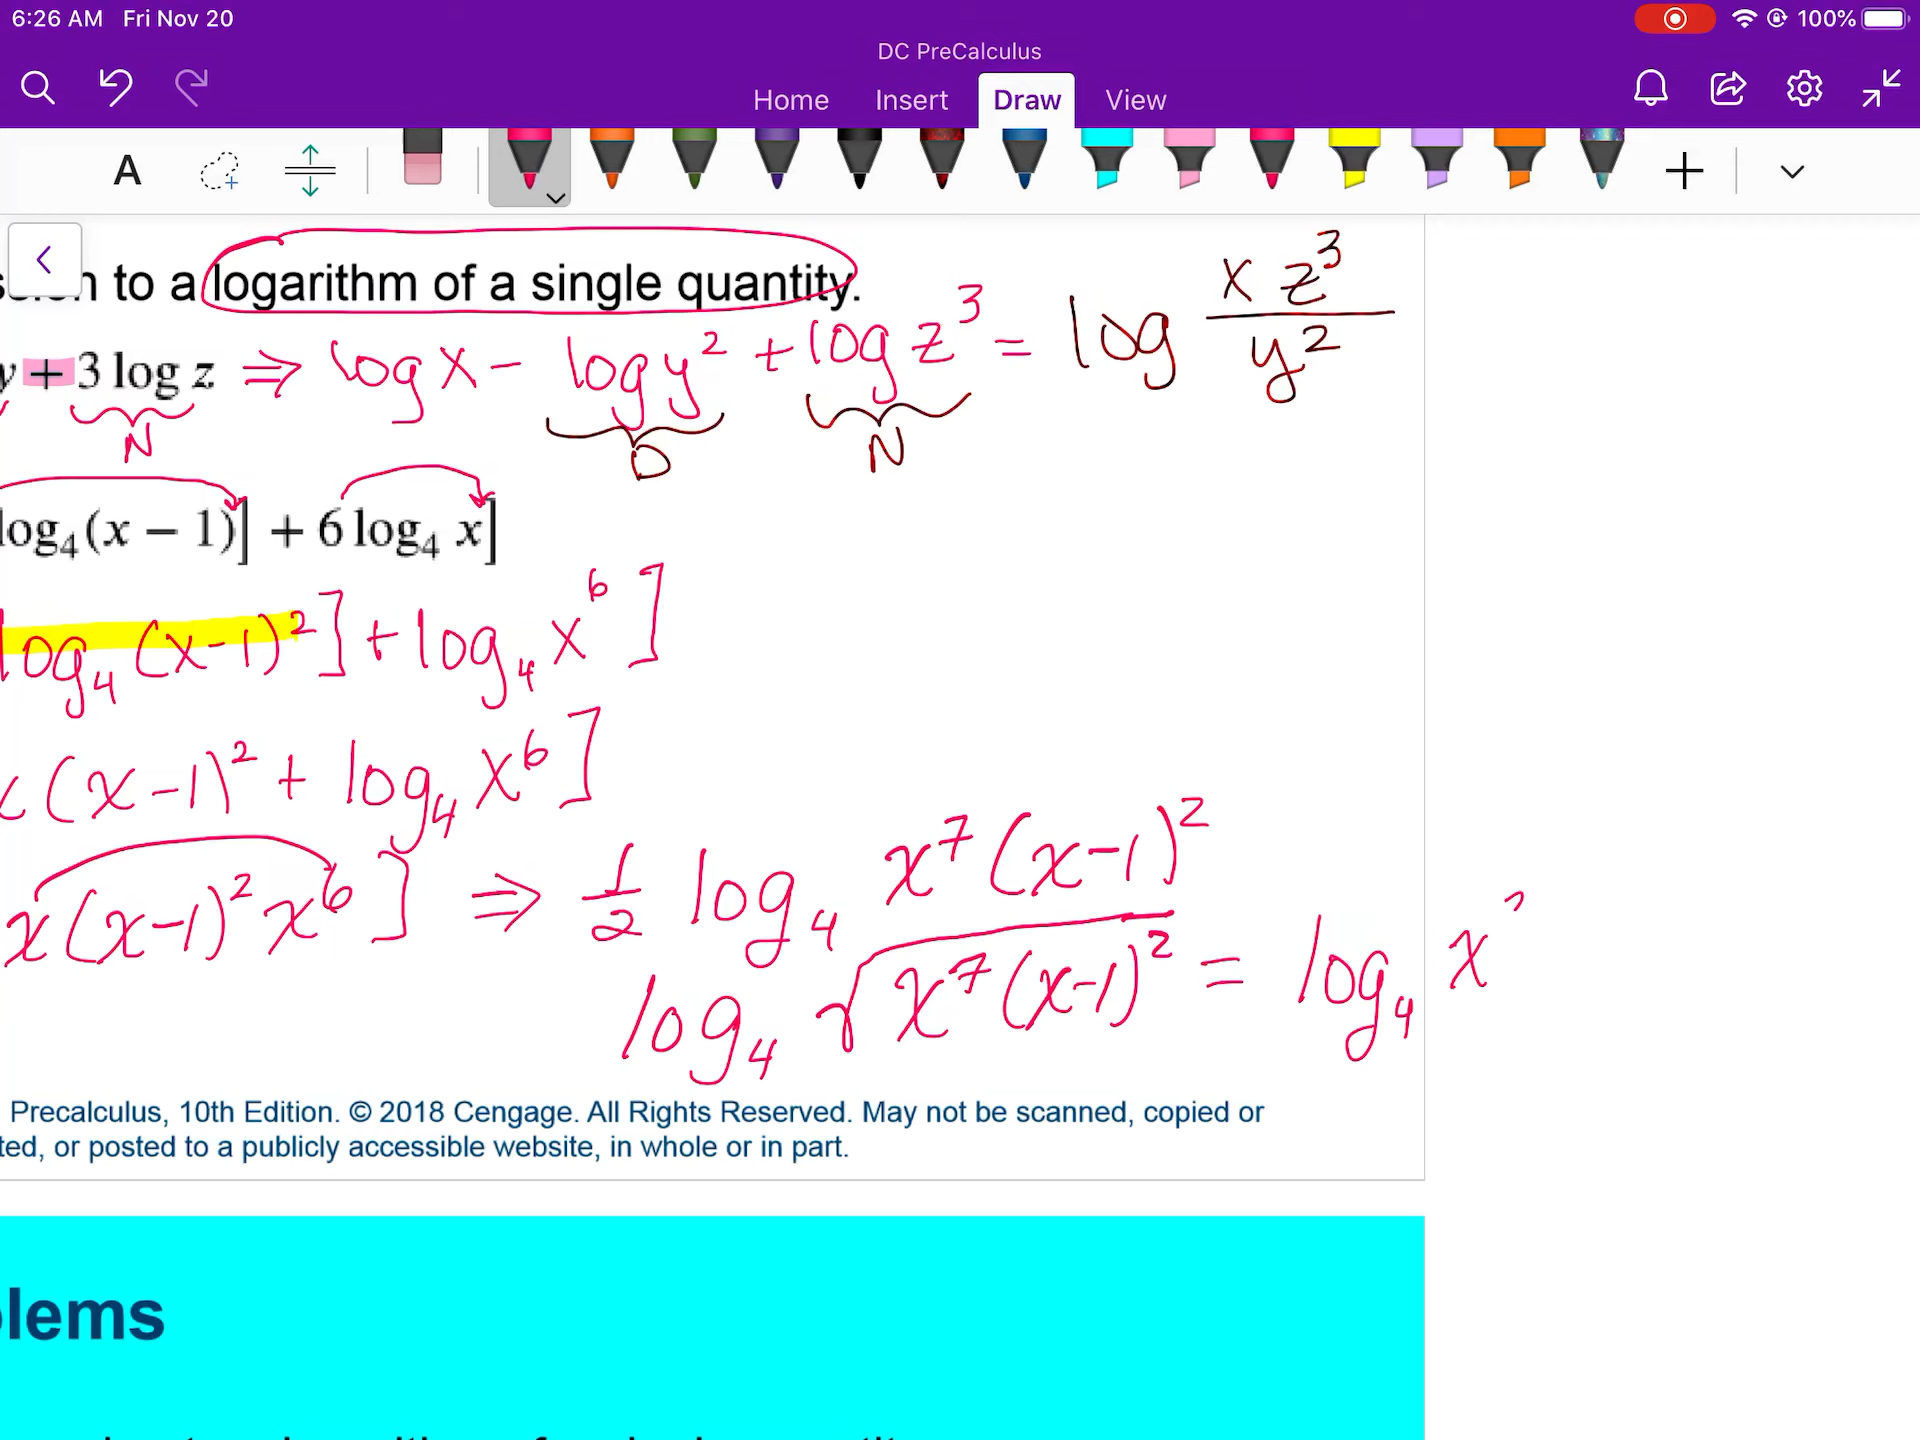 6:26 AM Fri Nov 20 100%
DC PreCalculus
Home Insert Draw View
A
n to a logarithm of a single quantity.
y + 3 log z ⇒ log x - log y² + log z³ = log x z³ / y²
N D N
log₄(x − 1)] + 6 log₄ x]
log₄ (x-1)²] + log₄ x⁶]
x(x-1)² + log₄ x⁶]
x(x-1)² x⁶] ⇒ 1/2 log₄ x⁷(x-1)²
log₄ √x⁷(x-1)² = log₄ x
Precalculus, 10th Edition. © 2018 Cengage. All Rights Reserved. May not be scanned, copied or
ted, or posted to a publicly accessible website, in whole or in part.
lems